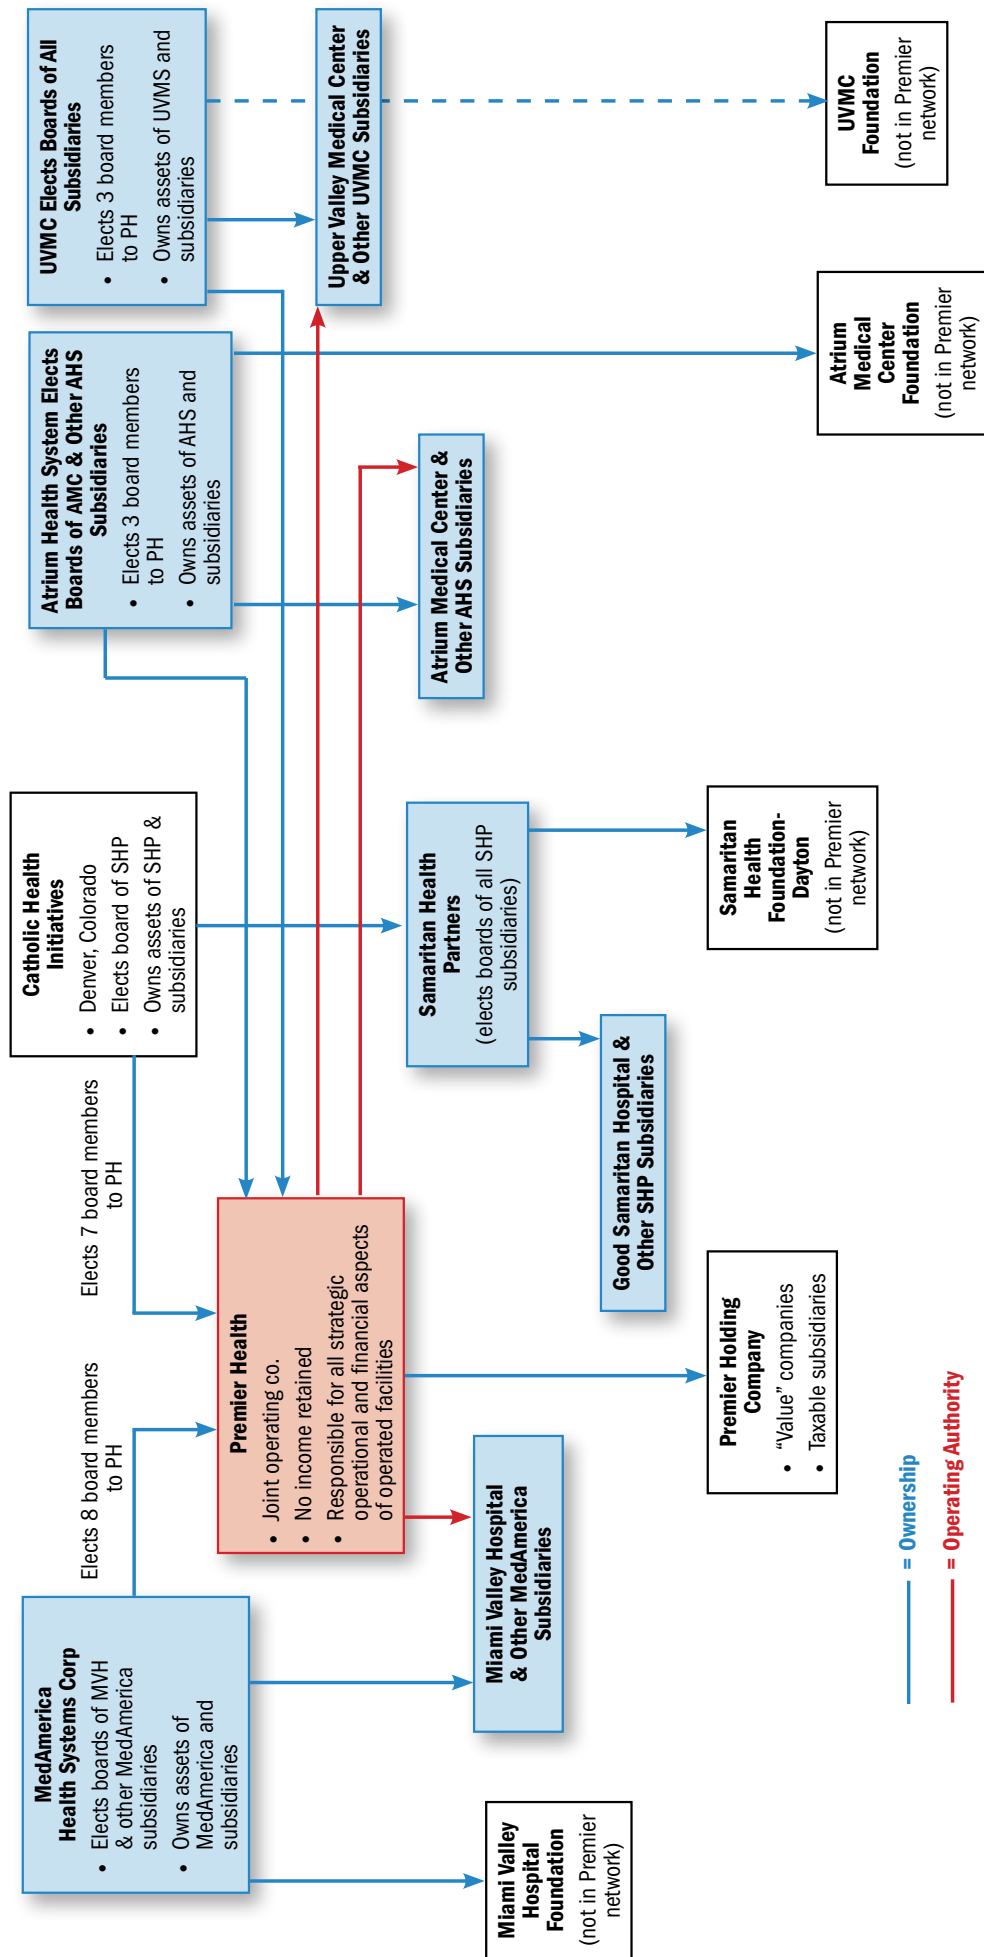 MedAmerica
Health Systems Corp
• Elects boards of MVH
& other MedAmerica
subsidiaries
• Owns assets of
MedAmerica and
subsidiaries
Elects 8 board members
to PH
Elects 7 board members
to PH
Catholic Health
Initiatives
• Denver, Colorado
• Elects board of SHP
• Owns assets of SHP &
subsidiaries
Atrium Health System Elects
Boards of AMC & Other AHS
Subsidiaries
• Elects 3 board members
to PH
• Owns assets of AHS and
subsidiaries
UVMC Elects Boards of All
Subsidiaries
• Elects 3 board members
to PH
• Owns assets of UVMS and
subsidiaries
Premier Health
• Joint operating co.
• No income retained
• Responsible for all strategic
operational and financial aspects
of operated facilities
Upper Valley Medical Center
& Other UVMC Subsidiaries
Samaritan Health
Partners
(elects boards of all SHP
subsidiaries)
Atrium Medical Center &
Other AHS Subsidiaries
Miami Valley Hospital
Foundation
(not in Premier
network)
Miami Valley Hospital
& Other MedAmerica
Subsidiaries
Good Samaritan Hospital &
Other SHP Subsidiaries
Premier Holding
Company
• “Value” companies
• Taxable subsidiaries
Samaritan
Health
Foundation-
Dayton
(not in Premier
network)
Atrium
Medical
Center
Foundation
(not in Premier
network)
UVMC
Foundation
(not in Premier
network)
= Ownership
= Operating Authority